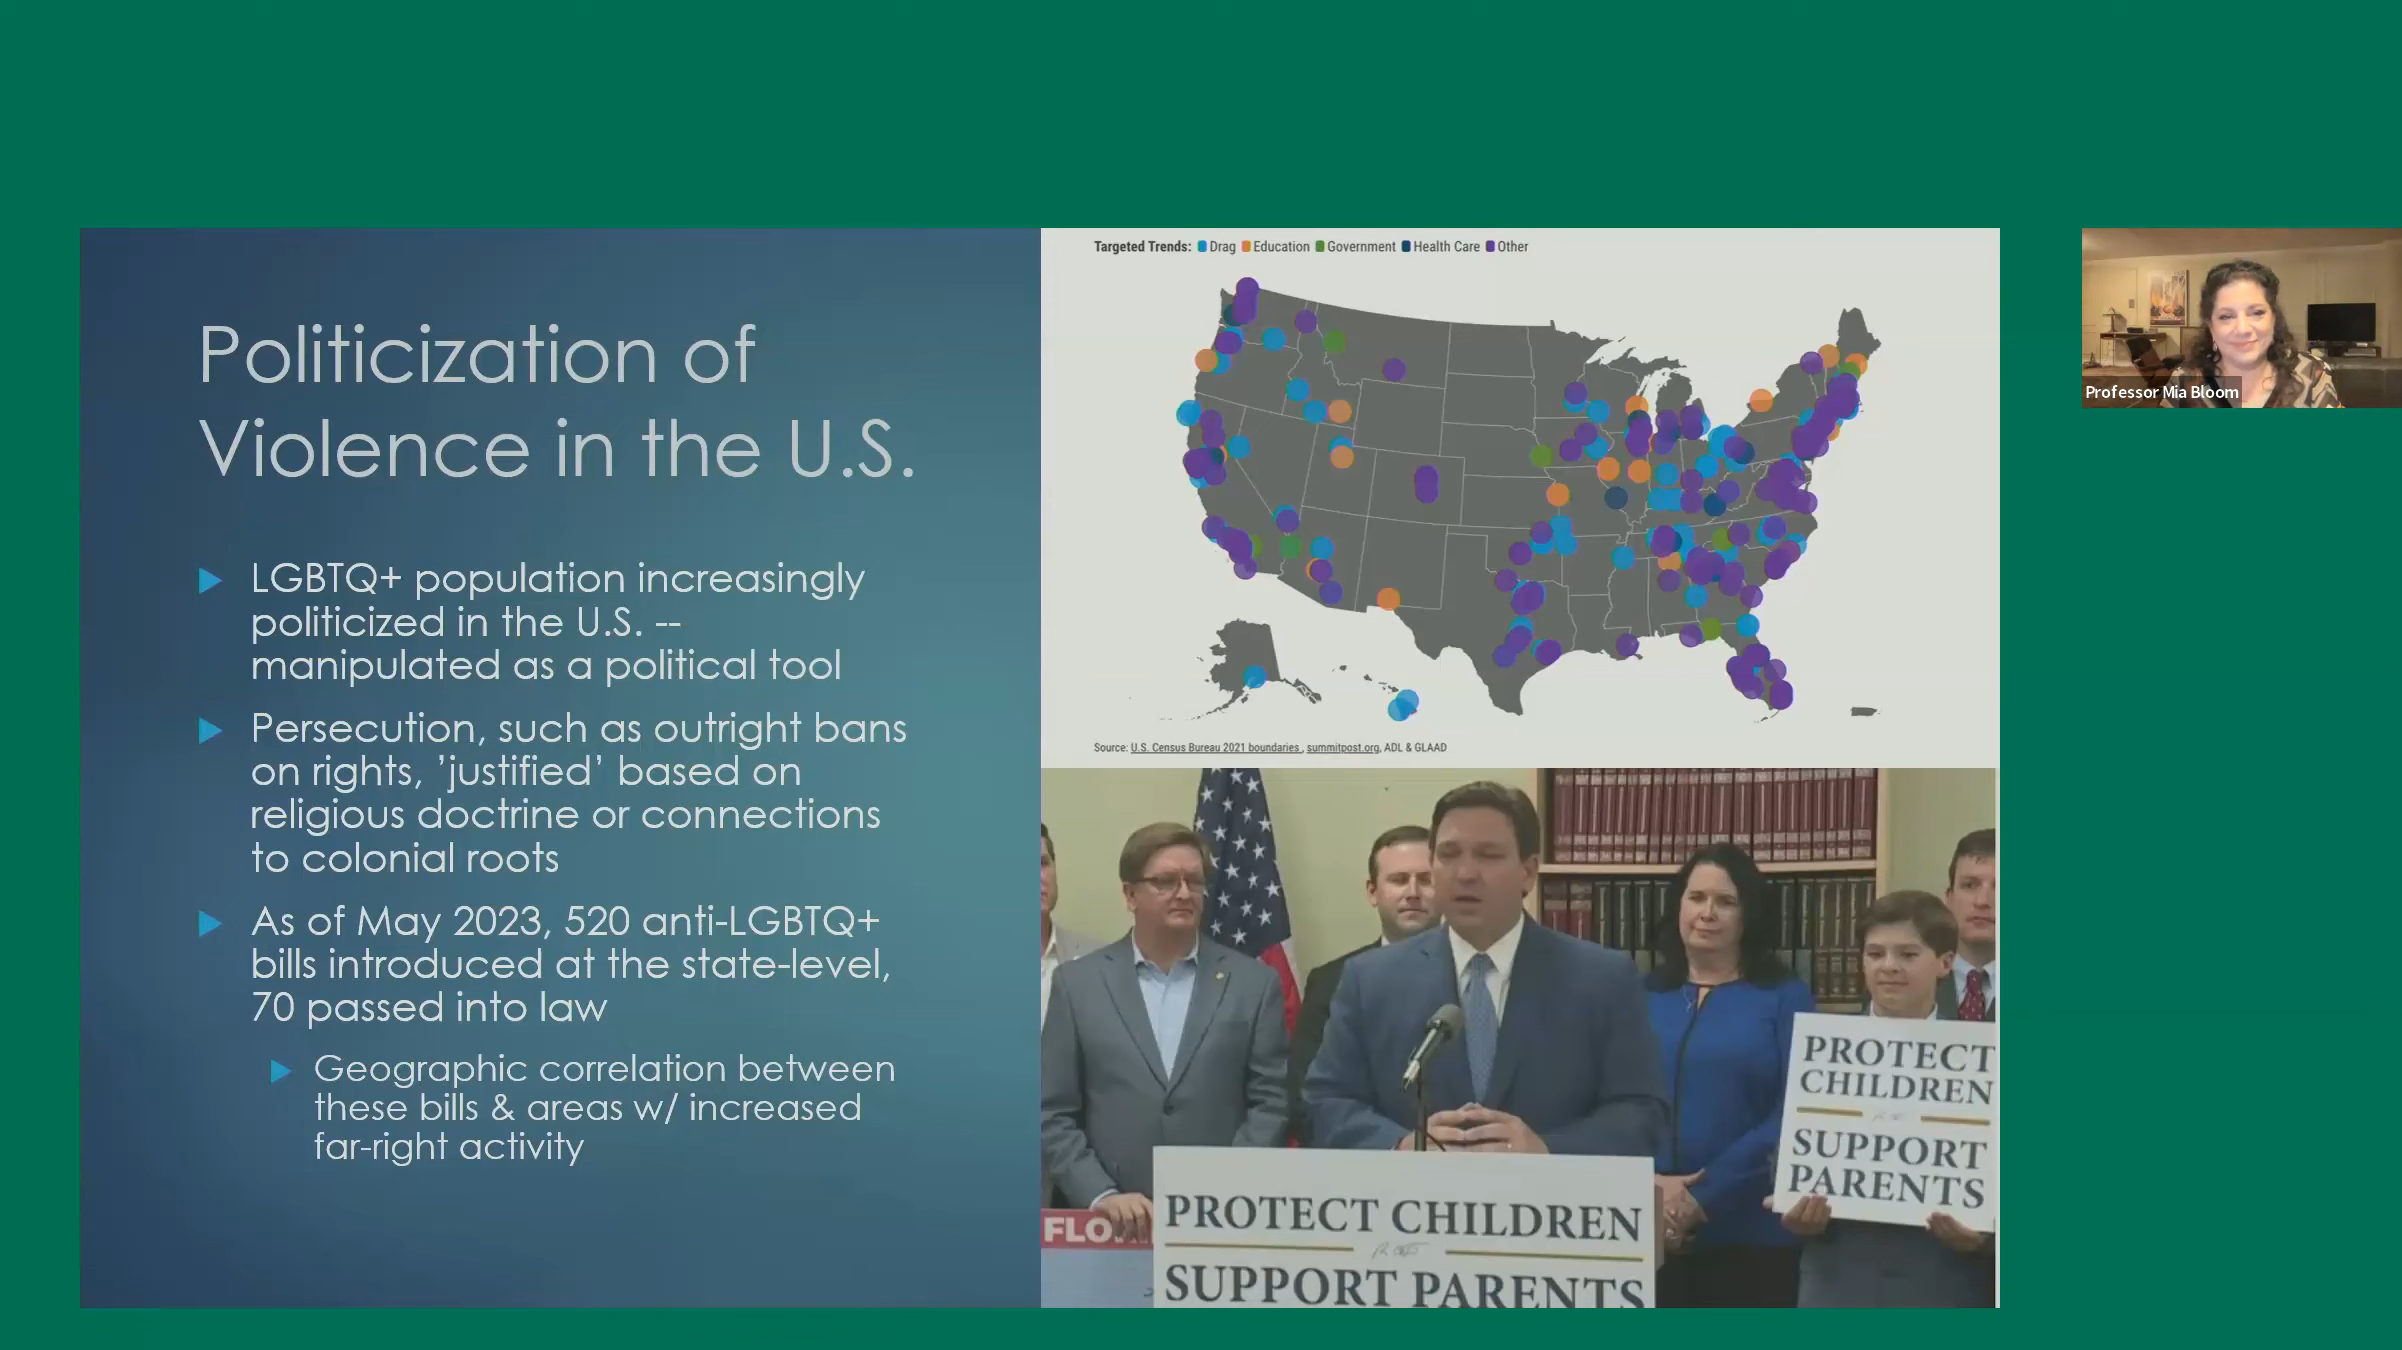 Politicization of
Violence in the U.S.
LGBTQ+ population increasingly
politicized in the U.S. --
manipulated as a political tool
Persecution, such as outright bans
on rights, ’justified’ based on
religious doctrine or connections
to colonial roots
As of May 2023, 520 anti-LGBTQ+
bills introduced at the state-level,
70 passed into law
Geographic correlation between
these bills & areas w/ increased
far-right activity
Targeted Trends: Drag Education Government Health Care Other
Source: U.S. Census Bureau 2021 boundaries , summitpost.org, ADL & GLAAD
PROTECT
CHILDREN
SUPPORT
PARENTS
PROTECT CHILDREN
SUPPORT PARENTS
Professor Mia Bloom